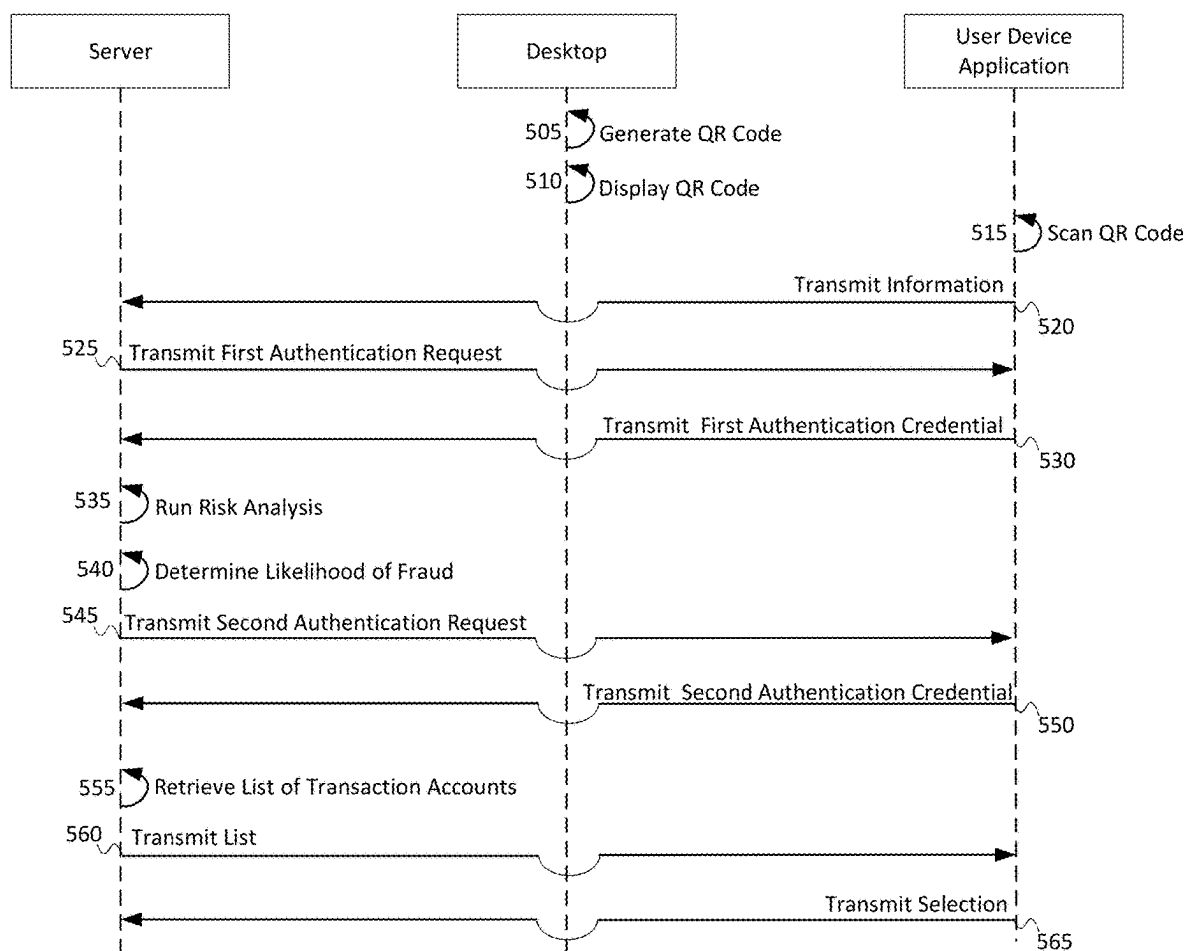 Server
Desktop
User Device
Application
505
Generate QR Code
510
Display QR Code
515
Scan QR Code
Transmit Information
520
525
Transmit First Authentication Request
Transmit First Authentication Credential
530
535
Run Risk Analysis
540
Determine Likelihood of Fraud
545
Transmit Second Authentication Request
Transmit Second Authentication Credential
550
555
Retrieve List of Transaction Accounts
560
Transmit List
Transmit Selection
565